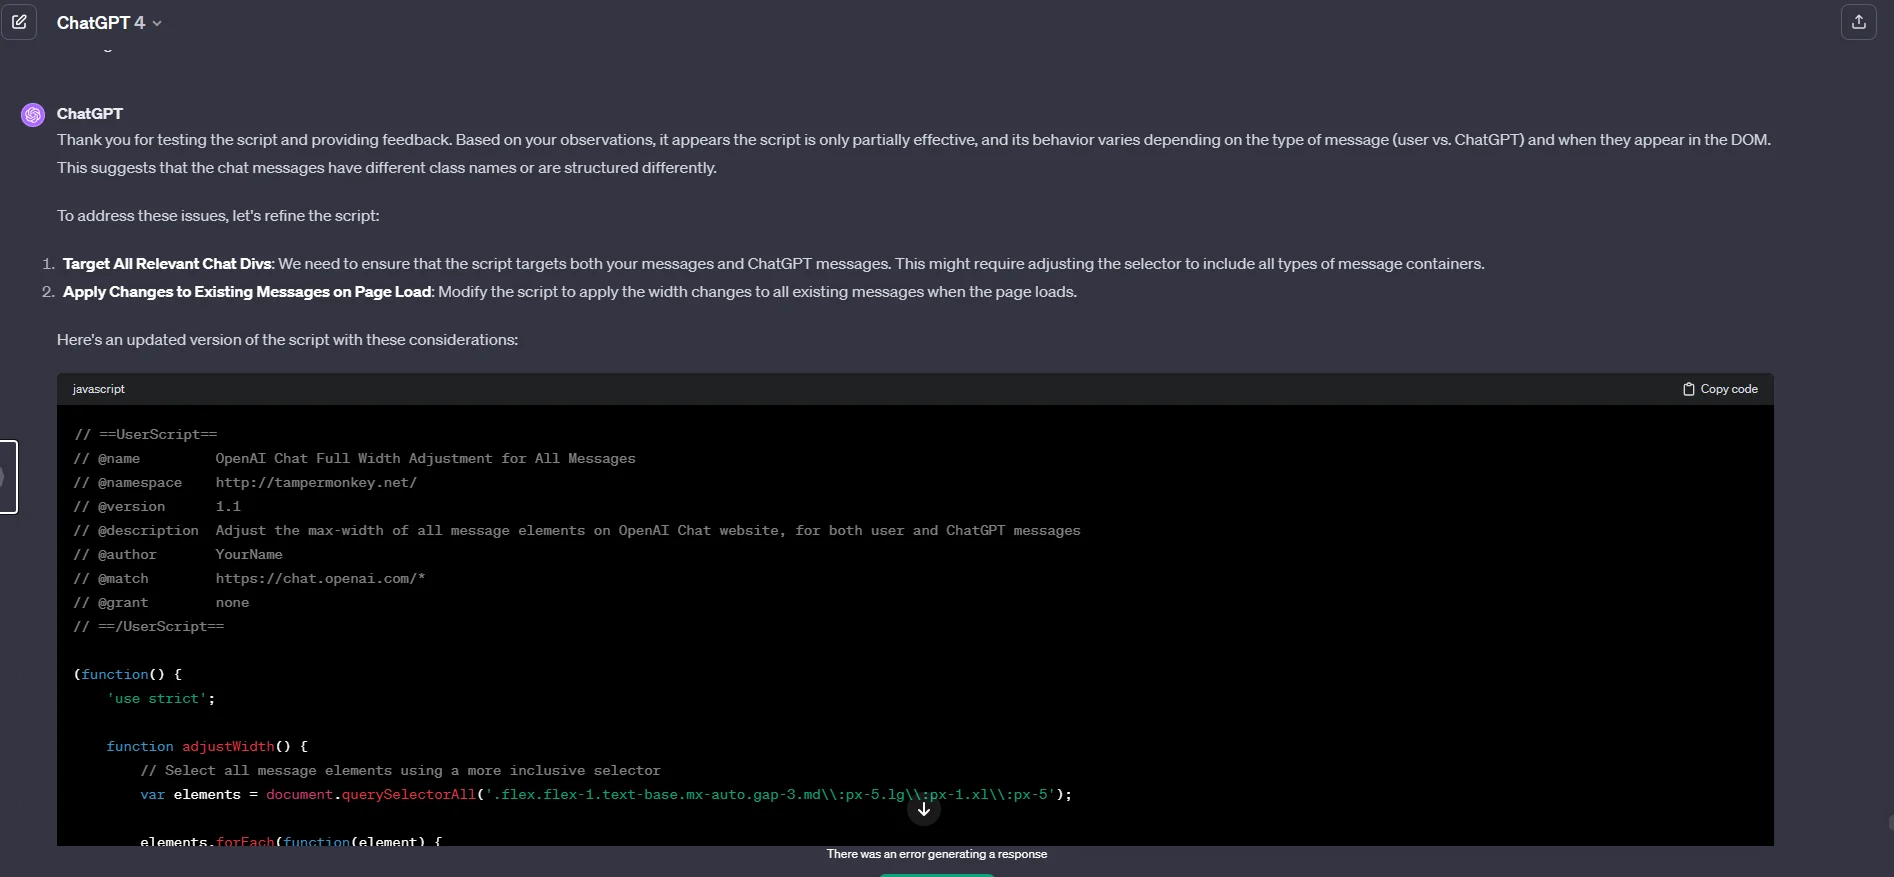 ChatGPT 4
ChatGPT
Thank you for testing the script and providing feedback. Based on your observations, it appears the script is only partially effective, and its behavior varies depending on the type of message (user vs. ChatGPT) and when they appear in the DOM.
This suggests that the chat messages have different class names or are structured differently.
To address these issues, let's refine the script:
1. Target All Relevant Chat Divs: We need to ensure that the script targets both your messages and ChatGPT messages. This might require adjusting the selector to include all types of message containers.
2. Apply Changes to Existing Messages on Page Load: Modify the script to apply the width changes to all existing messages when the page loads.
Here's an updated version of the script with these considerations:
javascript Copy code
// ==UserScript==
// @name         OpenAI Chat Full Width Adjustment for All Messages
// @namespace    http://tampermonkey.net/
// @version      1.1
// @description  Adjust the max-width of all message elements on OpenAI Chat website, for both user and ChatGPT messages
// @author       YourName
// @match        https://chat.openai.com/*
// @grant        none
// ==/UserScript==
(function() {
    'use strict';
    function adjustWidth() {
        // Select all message elements using a more inclusive selector
        var elements = document.querySelectorAll('.flex.flex-1.text-base.mx-auto.gap-3.md\\:px-5.lg\\:px-1.xl\\:px-5');
        elements.forEach(function(element) {
There was an error generating a response